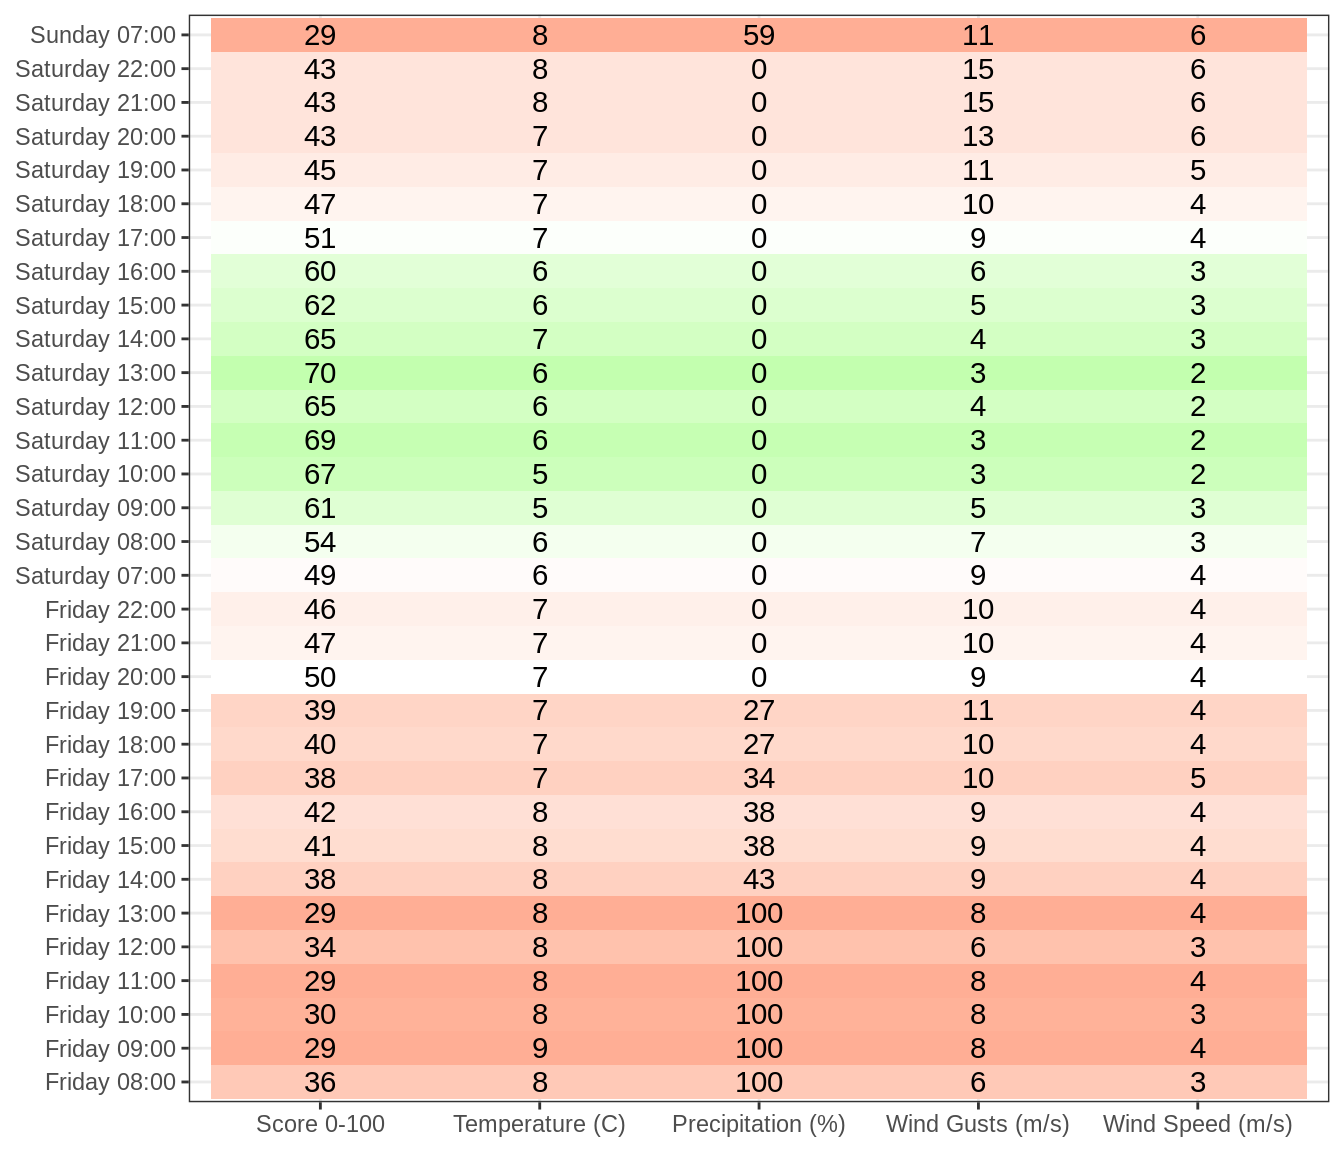 Sunday 07:00 29 8 59 11 6
Saturday 22:00 43 8 0 15 6
Saturday 21:00 43 8 0 15 6
Saturday 20:00 43 7 0 13 6
Saturday 19:00 45 7 0 11 5
Saturday 18:00 47 7 0 10 4
Saturday 17:00 51 7 0 9 4
Saturday 16:00 60 6 0 6 3
Saturday 15:00 62 6 0 5 3
Saturday 14:00 65 7 0 4 3
Saturday 13:00 70 6 0 3 2
Saturday 12:00 65 6 0 4 2
Saturday 11:00 69 6 0 3 2
Saturday 10:00 67 5 0 3 2
Saturday 09:00 61 5 0 5 3
Saturday 08:00 54 6 0 7 3
Saturday 07:00 49 6 0 9 4
Friday 22:00 46 7 0 10 4
Friday 21:00 47 7 0 10 4
Friday 20:00 50 7 0 9 4
Friday 19:00 39 7 27 11 4
Friday 18:00 40 7 27 10 4
Friday 17:00 38 7 34 10 5
Friday 16:00 42 8 38 9 4
Friday 15:00 41 8 38 9 4
Friday 14:00 38 8 43 9 4
Friday 13:00 29 8 100 8 4
Friday 12:00 34 8 100 6 3
Friday 11:00 29 8 100 8 4
Friday 10:00 30 8 100 8 3
Friday 09:00 29 9 100 8 4
Friday 08:00 36 8 100 6 3
Score 0-100 Temperature (C) Precipitation (%) Wind Gusts (m/s) Wind Speed (m/s)